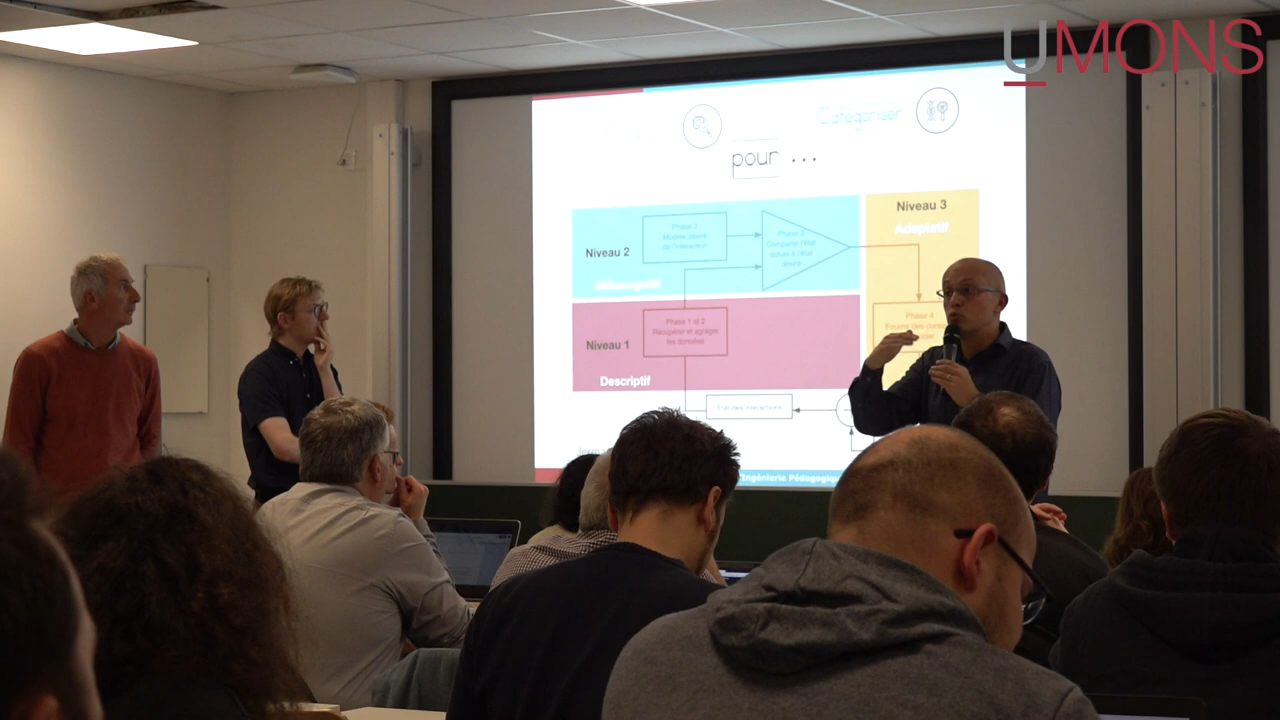 UMONS
Catégoriser
pour ...
Niveau 3
Adaptatif
Niveau 2
Phase 3
Modèle désiré
de l'interaction
Phase 3
Comparer l'état
actuel à l'état
désiré
Métacognitif
Niveau 1
Phase 1 et 2
Récupérer et agréger
les données
Phase 4
Descriptif
Etat des interactions
Ingénierie Pédagogiqu